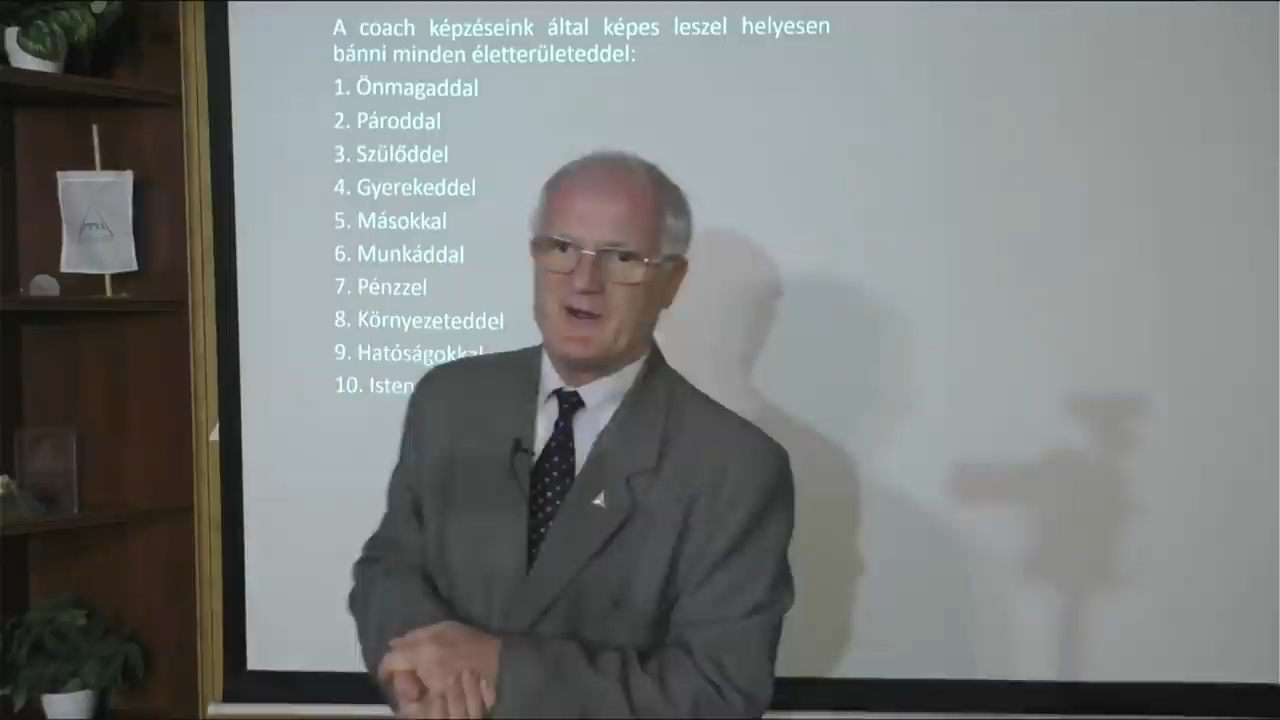 A coach képzéseink által képes leszel helyesen
bánni minden életterületeddel:
1. Önmagaddal
2. Pároddal
3. Szülőddel
4. Gyerekeddel
5. Másokkal
6. Munkáddal
7. Pénzzel
8. Környezeteddel
9. Hatóságokkal
10. Isten